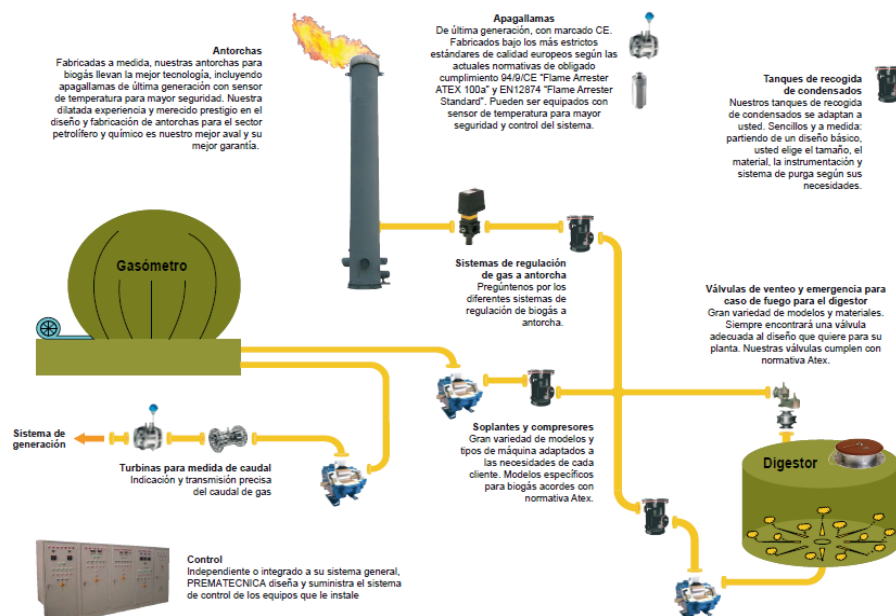 Antorchas
Fabricadas a medida, nuestras antorchas para
biogás llevan la mejor tecnología, incluyendo
apagallamas de última generación con sensor
de temperatura para mayor seguridad. Nuestra
dilatada experiencia y merecido prestigio en el
diseño y fabricación de antorchas para el sector
petrolífero y químico es nuestro mejor aval y su
mejor garantía.
Apagallamas
De última generación, con marcado CE.
Fabricados bajo los más estrictos
estándares de calidad europeos según las
actuales normativas de obligado
cumplimiento 94/9/CE “Flame Arrester
ATEX 100a” y EN12874 “Flame Arrester
Standard”. Pueden ser equipados con
sensor de temperatura para mayor
seguridad y control del sistema.
Tanques de recogida
de condensados
Nuestros tanques de recogida
de condensados se adaptan a
usted. Sencillos y a medida:
partiendo de un diseño básico,
usted elige el tamaño, el
material, la instrumentación y
sistema de purga según sus
necesidades.
Gasómetro
Sistemas de regulación
de gas a antorcha
Pregúntenos por los
diferentes sistemas de
regulación de biogás a
antorcha.
Válvulas de venteo y emergencia para
caso de fuego para el digestor
Gran variedad de modelos y materiales.
Siempre encontrará una válvula
adecuada al diseño que quiere para su
planta. Nuestras válvulas cumplen con
normativa Atex.
Sistema de
generación
Turbinas para medida de caudal
Indicación y transmisión precisa
del caudal de gas
Soplantes y compresores
Gran variedad de modelos y
tipos de máquina adaptados a
las necesidades de cada
cliente. Modelos específicos
para biogás acordes con
normativa Atex.
Digestor
Control
Independiente o integrado a su sistema general,
PREMATECNICA diseña y suministra el sistema
de control de los equipos que le instale